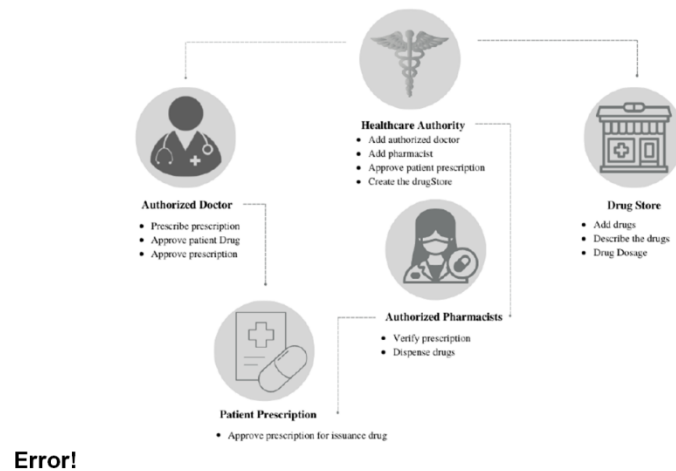 Healthcare Authority
• Add authorized doctor
• Add pharmacist
• Approve patient prescription
• Create the drugStore
Authorized Doctor
• Prescribe prescription
• Approve patient Drug
• Approve prescription
Drug Store
• Add drugs
• Describe the drugs
• Drug Dosage
Authorized Pharmacists
• Verify prescription
• Dispense drugs
Patient Prescription
• Approve prescription for issuance drug
Error!